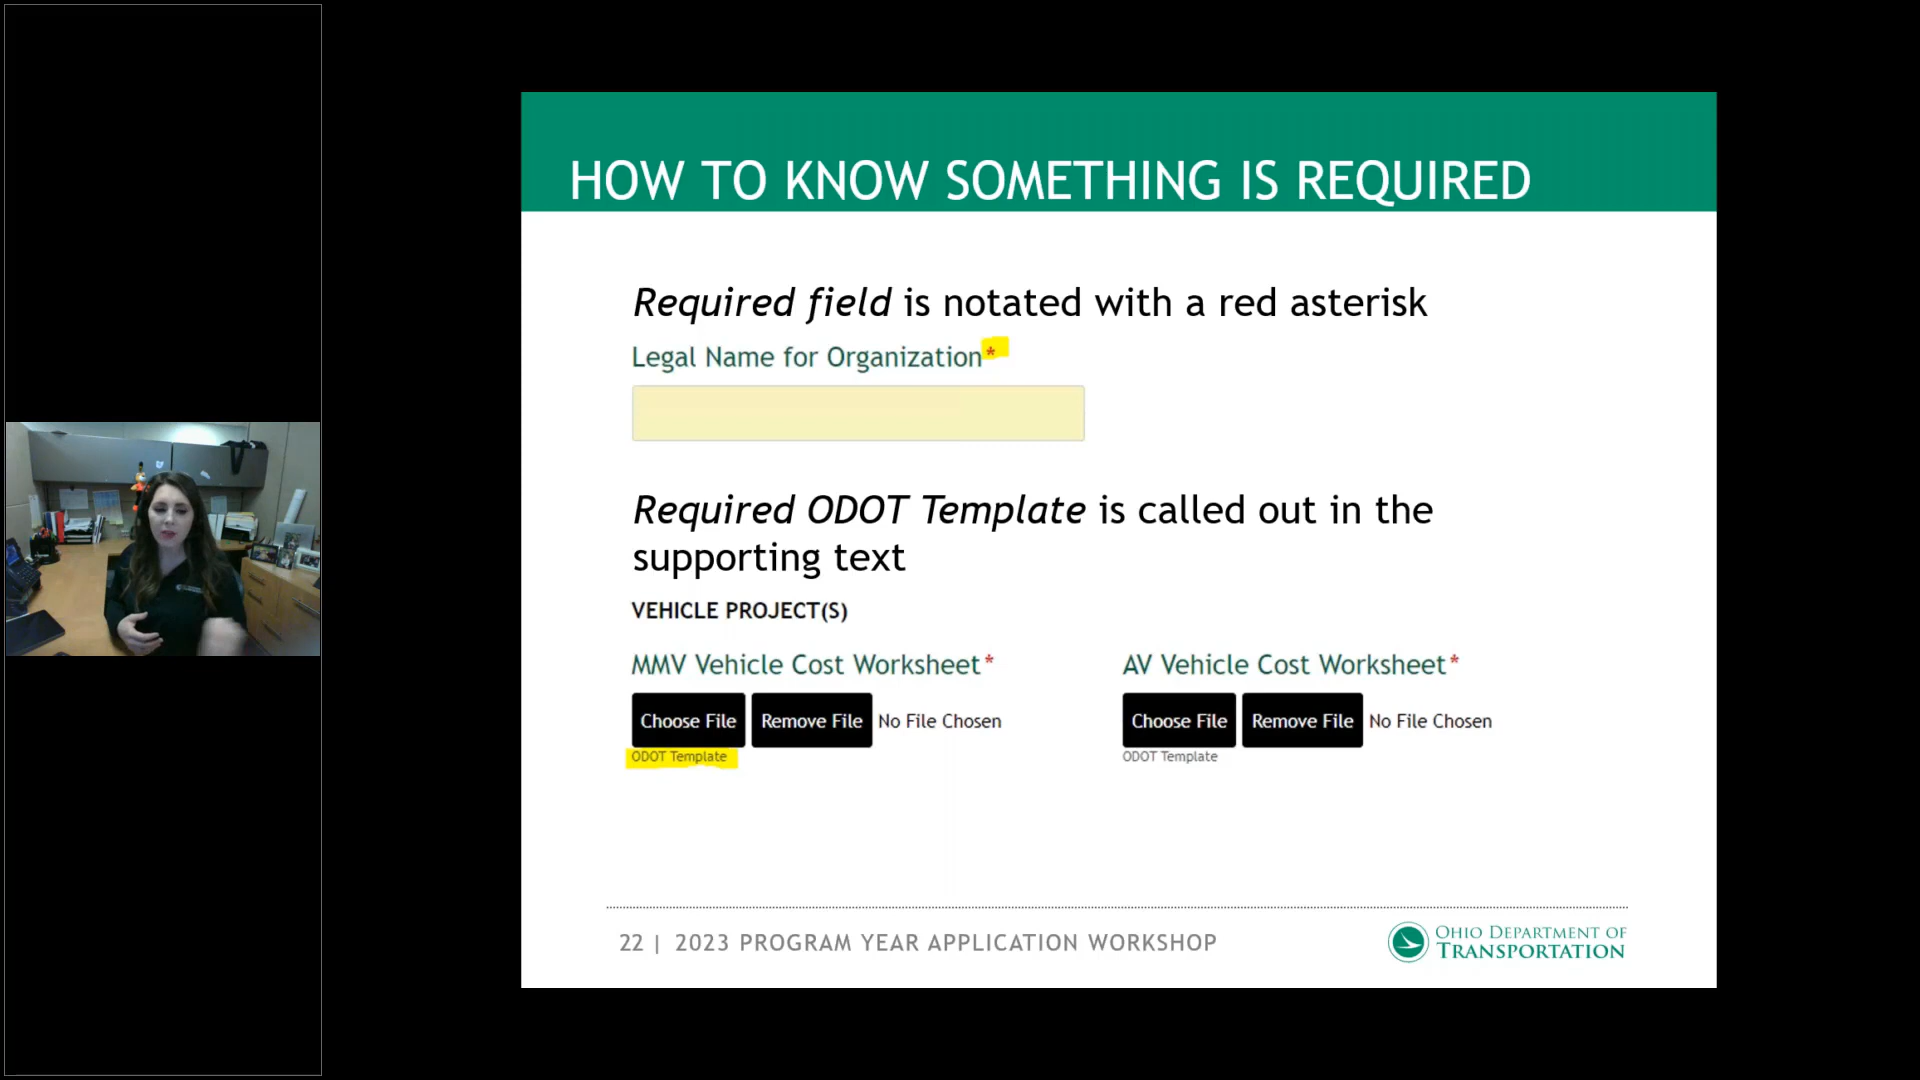 HOW TO KNOW SOMETHING IS REQUIRED
Required field is notated with a red asterisk
Legal Name for Organization*
Required ODOT Template is called out in the
supporting text
VEHICLE PROJECT(S)
MMV Vehicle Cost Worksheet* AV Vehicle Cost Worksheet*
Choose File Remove File No File Chosen Choose File Remove File No File Chosen
ODOT Template ODOT Template
22 | 2023 PROGRAM YEAR APPLICATION WORKSHOP
OHIO DEPARTMENT OF
TRANSPORTATION